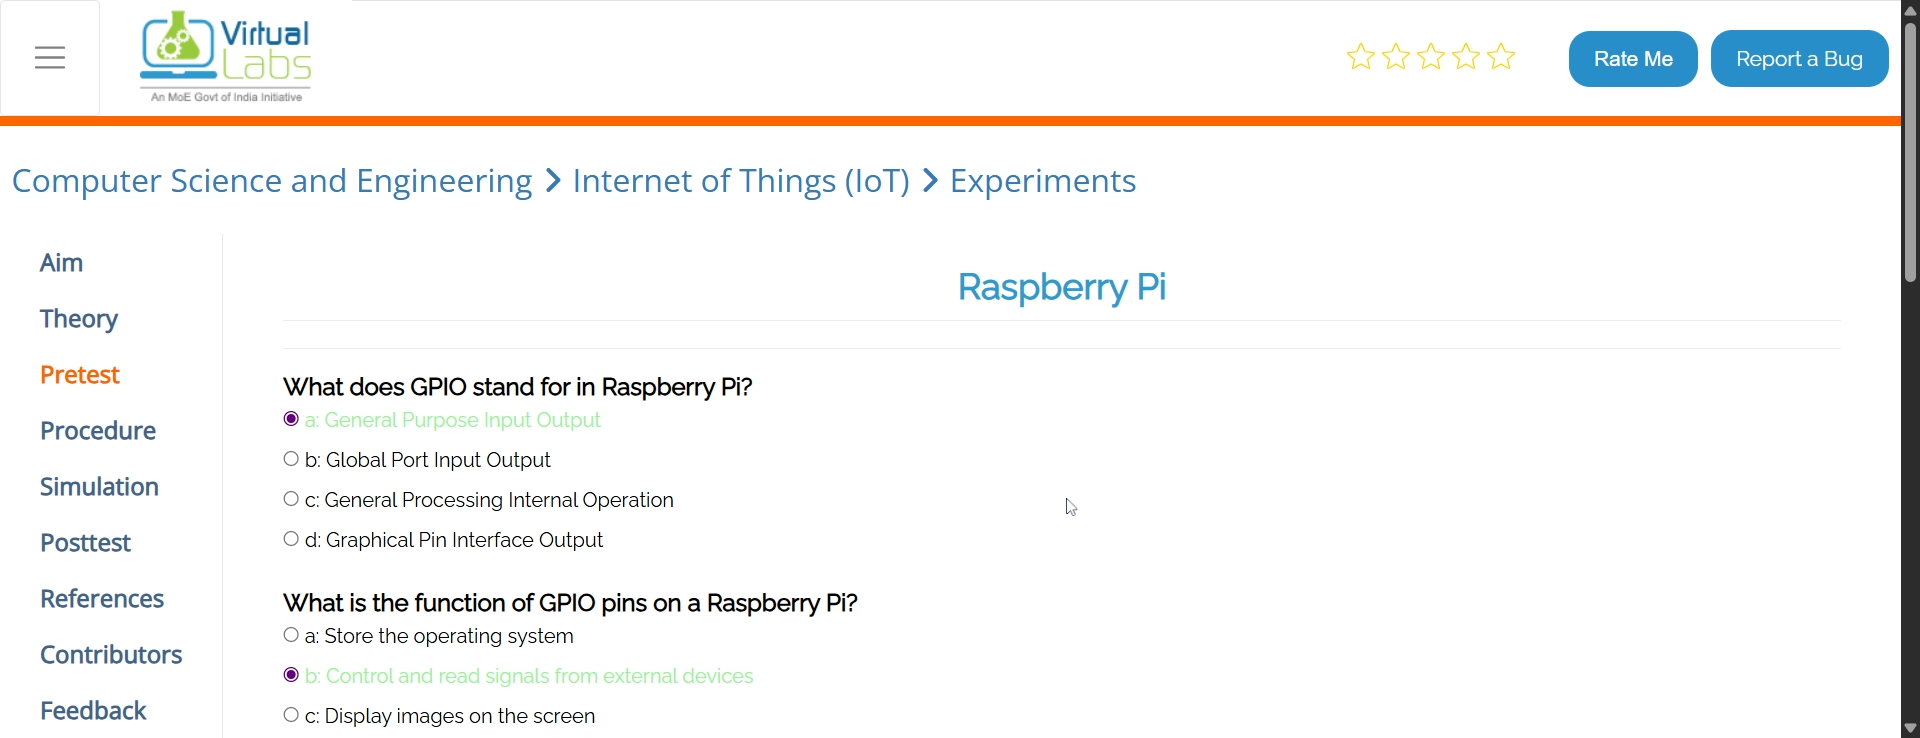 Virtual
Labs
An MoE Govt of India Initiative
Rate Me
Report a Bug
Computer Science and Engineering > Internet of Things (IoT) > Experiments
Aim
Theory
Pretest
Procedure
Simulation
Posttest
References
Contributors
Feedback
Raspberry Pi
What does GPIO stand for in Raspberry Pi?
a: General Purpose Input Output
b: Global Port Input Output
c: General Processing Internal Operation
d: Graphical Pin Interface Output
What is the function of GPIO pins on a Raspberry Pi?
a: Store the operating system
b: Control and read signals from external devices
c: Display images on the screen